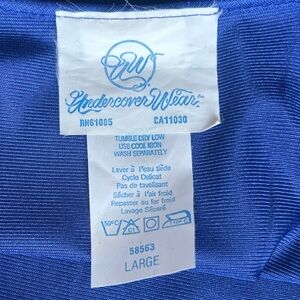 UW
UndercoverWear
RN61085 CA11030
TUMBLE DRY LOW
USE COOL IRON
WASH SEPARATELY
Laver à l'eau tiède
Cycle Délicat
Pas de javellisant
Sécher à l'air froid
Repasser au fer froid
Lavage Séparé
50°C
58563
LARGE